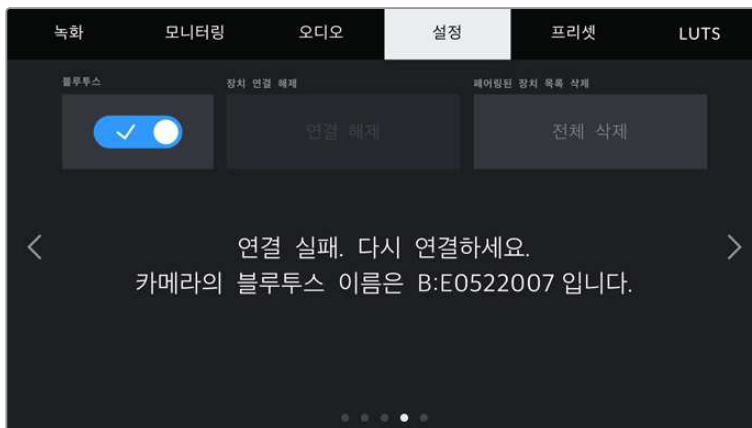 녹화 모니터링 오디오 설정 프리셋 LUTS
블루투스 장치 연결 해제 페어링된 장치 목록 삭제
연결 해제 전체 삭제
연결 실패. 다시 연결하세요.
카메라의 블루투스 이름은 B:E0522007 입니다.